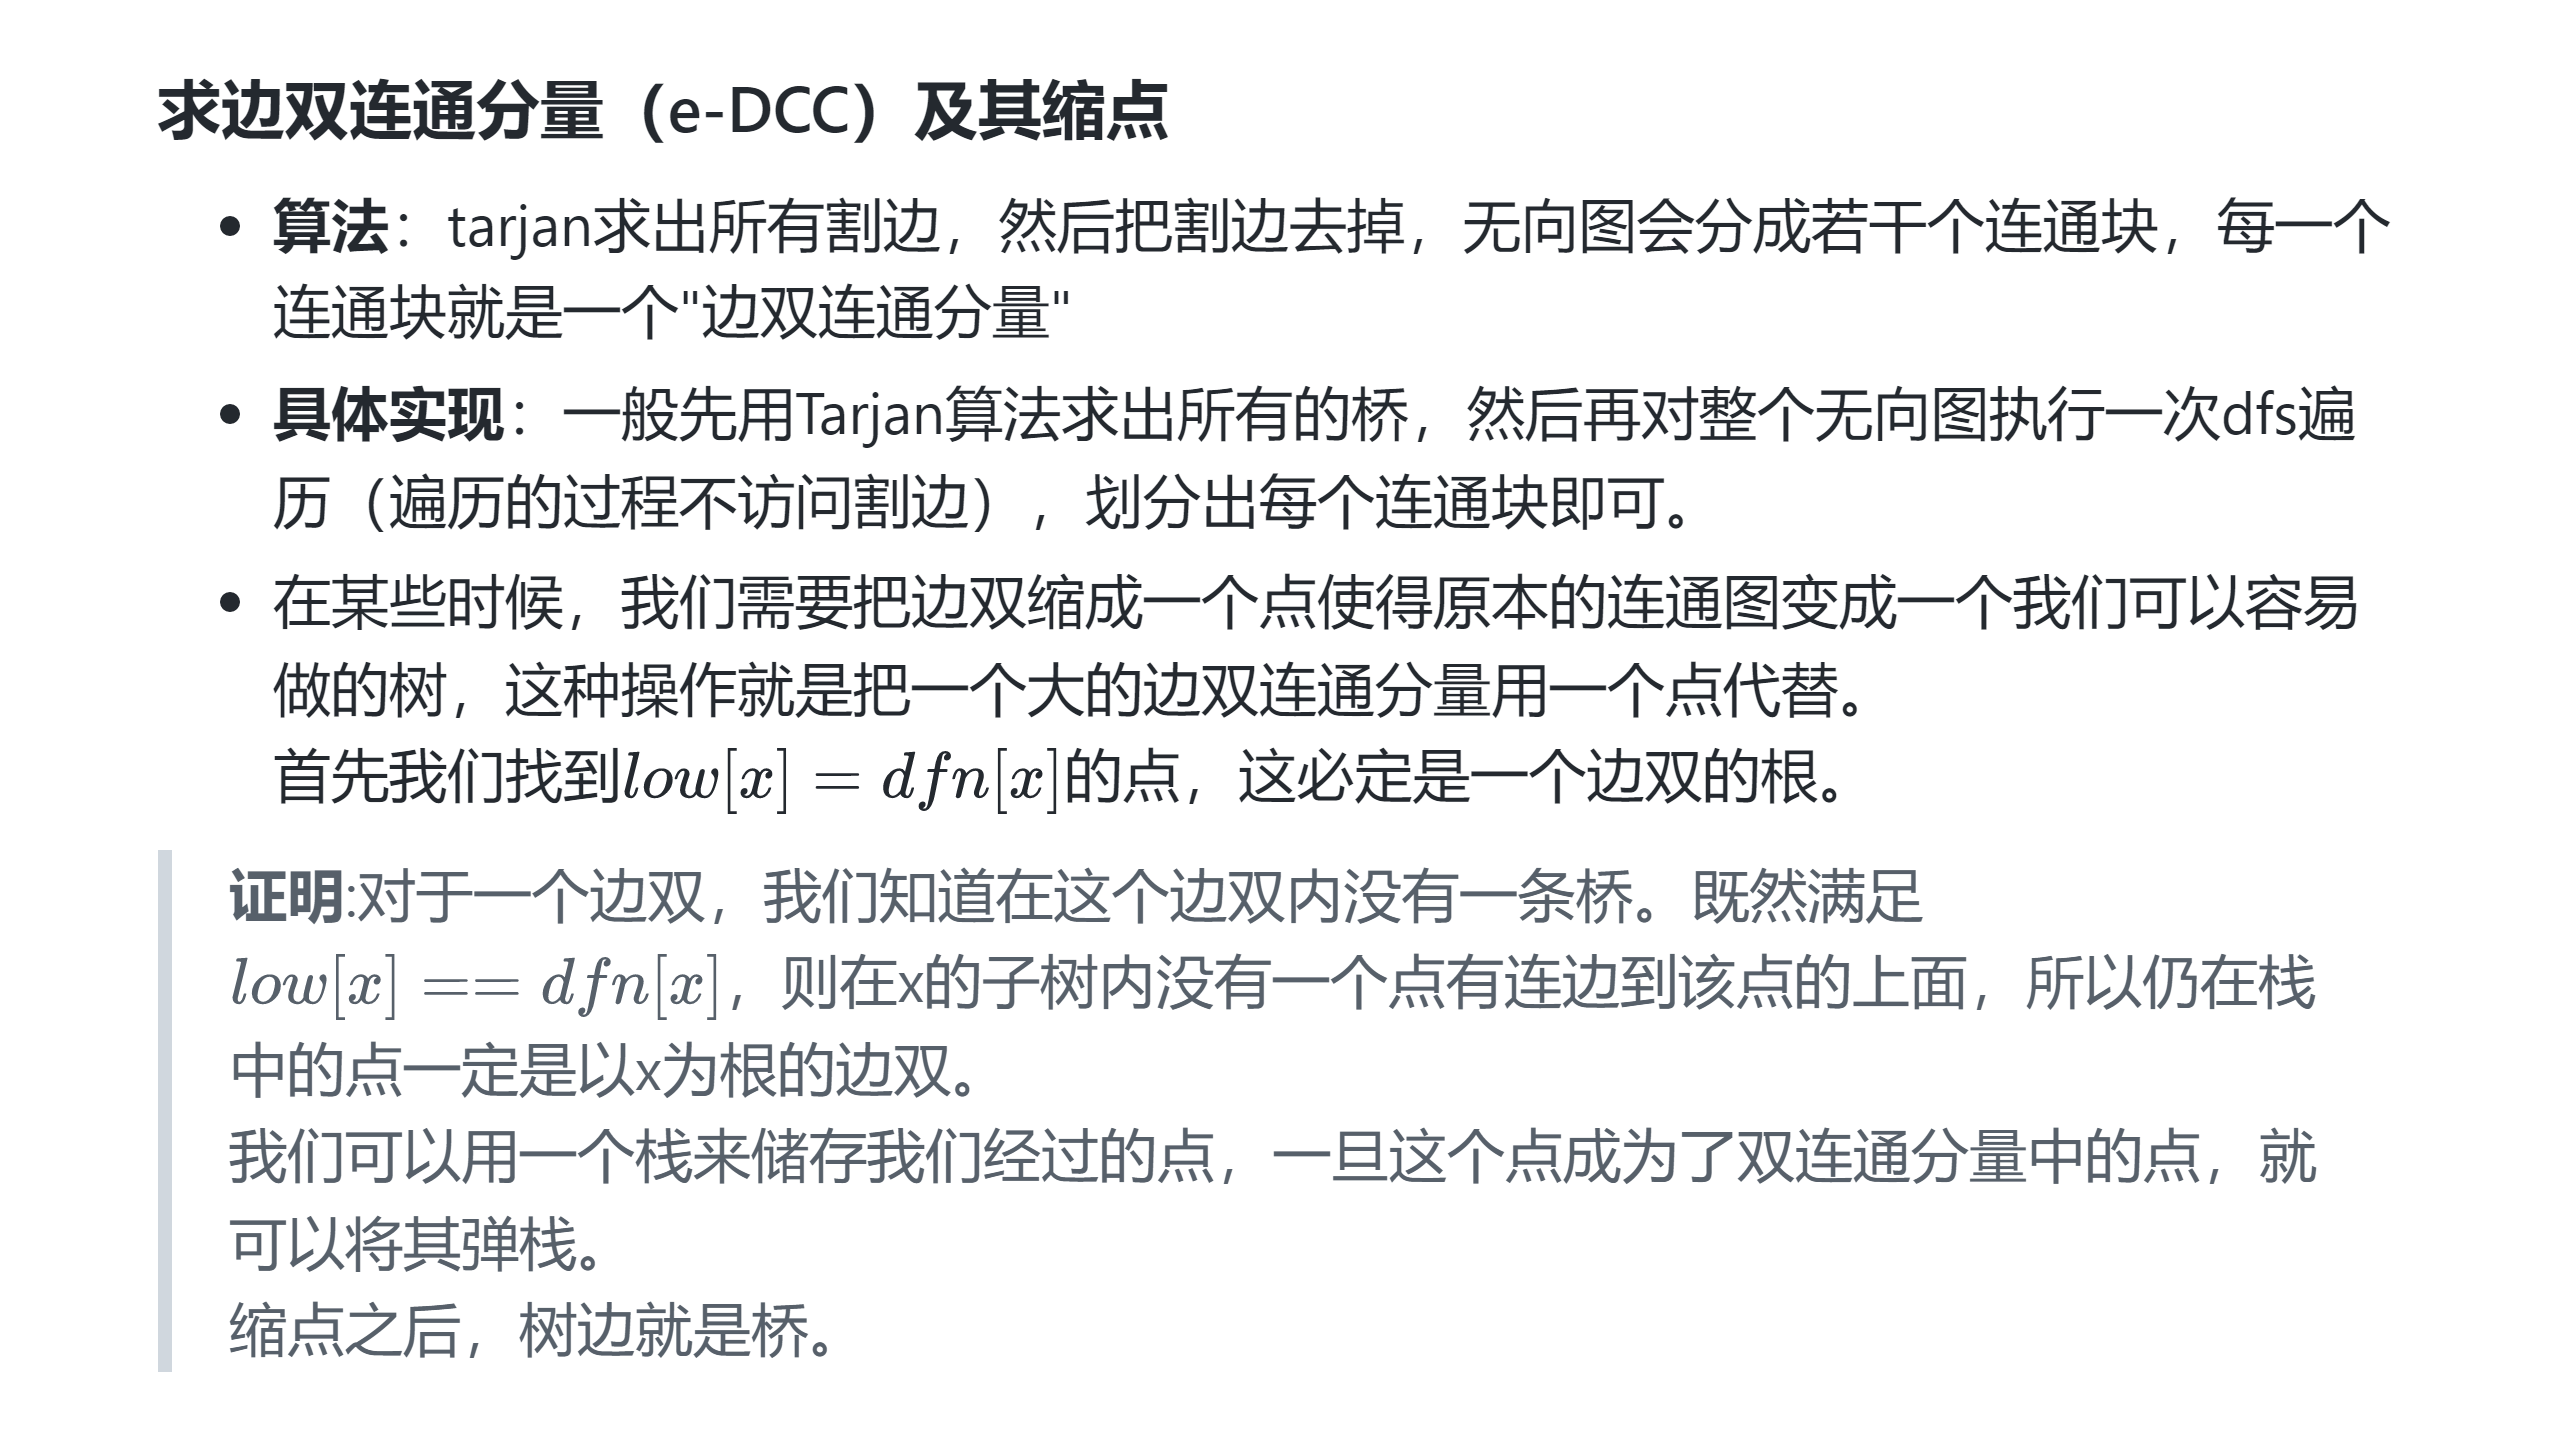 求边双连通分量（e-DCC）及其缩点
算法：tarjan求出所有割边，然后把割边去掉，无向图会分成若干个连通块，每一个
连通块就是一个"边双连通分量"
具体实现：一般先用Tarjan算法求出所有的桥，然后再对整个无向图执行一次dfs遍
历（遍历的过程不访问割边），划分出每个连通块即可。
在某些时候，我们需要把边双缩成一个点使得原本的连通图变成一个我们可以容易
做的树，这种操作就是把一个大的边双连通分量用一个点代替。
首先我们找到low[x] = dfn[x]的点，这必定是一个边双的根。
证明:对于一个边双，我们知道在这个边双内没有一条桥。既然满足
low[x] == dfn[x]，则在x的子树内没有一个点有连边到该点的上面，所以仍在栈
中的点一定是以x为根的边双。
我们可以用一个栈来储存我们经过的点，一旦这个点成为了双连通分量中的点，就
可以将其弹栈。
缩点之后，树边就是桥。